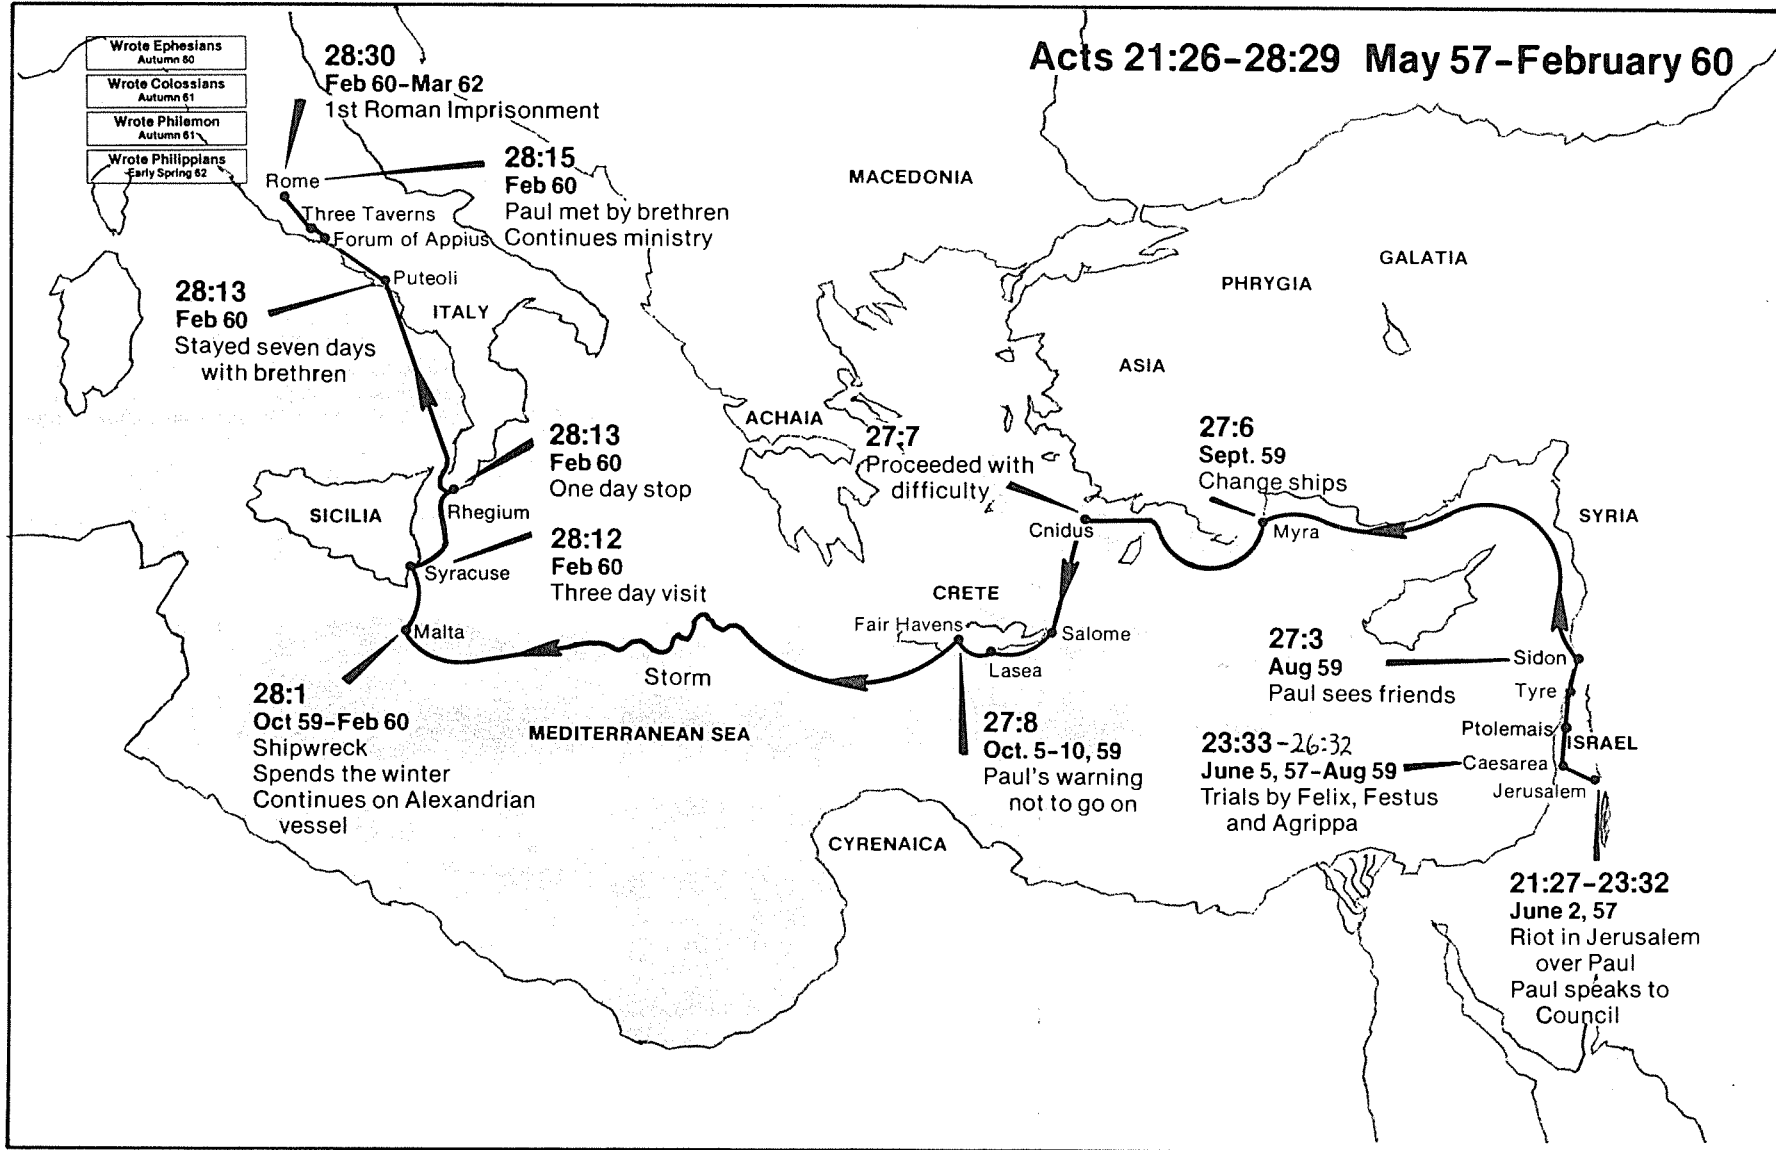 Acts 21:26–28:29 May 57–February 60
Wrote Ephesians
Autumn 60
Wrote Colossians
Autumn 61
Wrote Philemon
Autumn 61
Wrote Philippians
Early Spring 62
28:30
Feb 60–Mar 62
1st Roman Imprisonment
28:15
Feb 60
Paul met by brethren
Continues ministry
Rome
Three Taverns
Forum of Appius
Puteoli
28:13
Feb 60
Stayed seven days
with brethren
ITALY
MACEDONIA
GALATIA
PHRYGIA
ASIA
ACHAIA
28:13
Feb 60
One day stop
Rhegium
SICILIA
28:12
Feb 60
Three day visit
Syracuse
Malta
28:1
Oct 59–Feb 60
Shipwreck
Spends the winter
Continues on Alexandrian
vessel
Storm
MEDITERRANEAN SEA
27:7
Proceeded with
difficulty
Cnidus
27:6
Sept. 59
Change ships
Myra
SYRIA
CRETE
Fair Havens
Salome
Lasea
27:8
Oct. 5–10, 59
Paul's warning
not to go on
27:3
Aug 59
Paul sees friends
Sidon
Tyre
Ptolemais
ISRAEL
Caesarea
Jerusalem
23:33-26:32
June 5, 57–Aug 59
Trials by Felix, Festus
and Agrippa
CYRENAICA
21:27–23:32
June 2, 57
Riot in Jerusalem
over Paul
Paul speaks to
Council